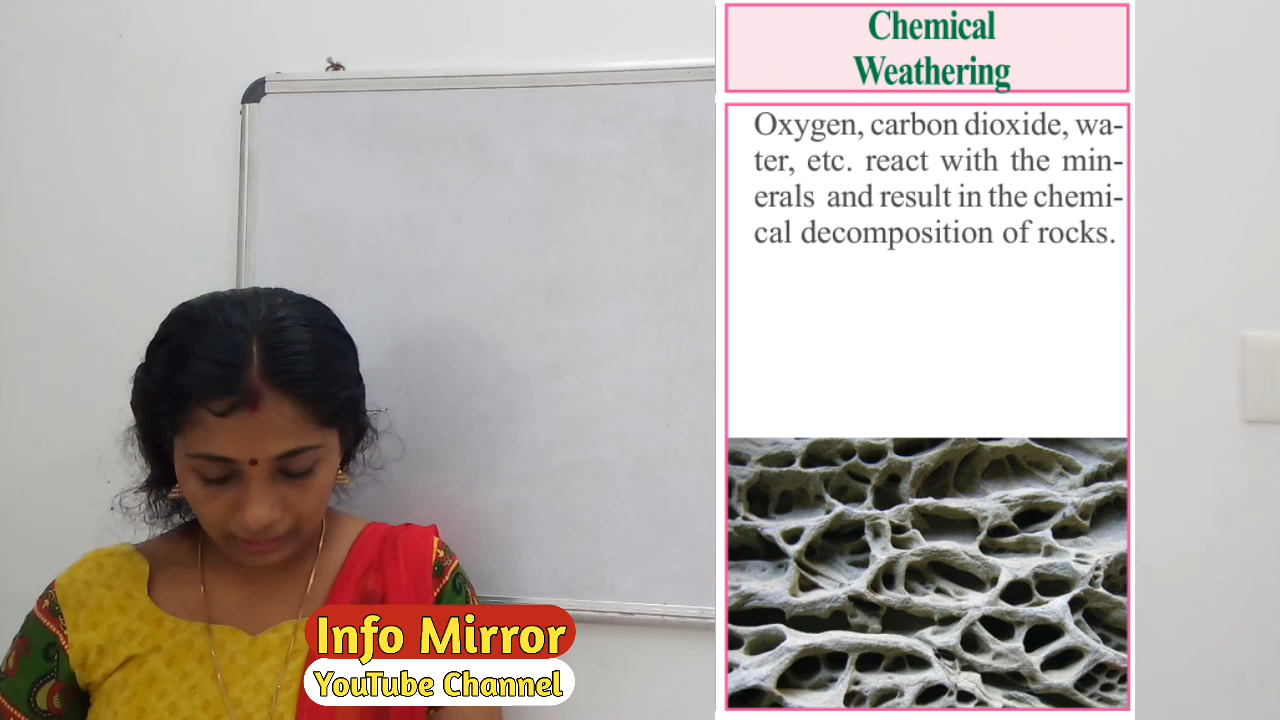 Chemical
Weathering
Oxygen, carbon dioxide, wa-
ter, etc. react with the min-
erals and result in the chemi-
cal decomposition of rocks.
Info Mirror
YouTube Channel